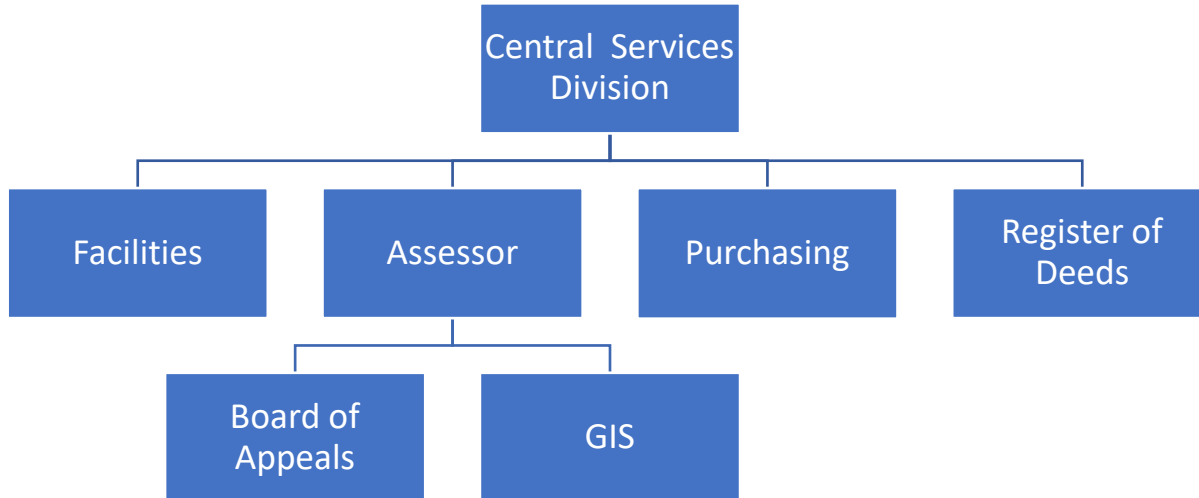 Central Services
Division
Facilities
Assessor
Purchasing
Register of
Deeds
Board of
Appeals
GIS